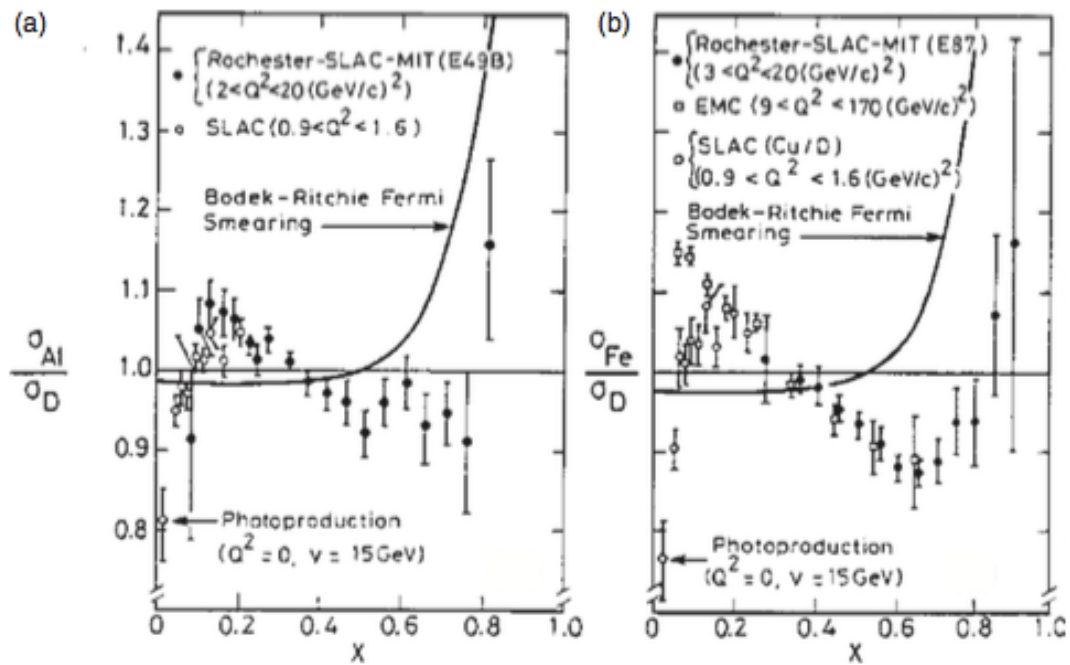 (a)
1.4
1.3
1.2
1.1
1.0
0.9
0.8
σAl
σD
Rochester-SLAC-MIT(E49B)
(2<Q²<20(GeV/c)²)
SLAC(0.9<Q²<1.6)
Bodek-Ritchie Fermi
Smearing
Photoproduction
(Q²=0, ν=15GeV)
0 0.2 0.4 0.6 0.8 1.0
X
(b)
σFe
σD
Rochester-SLAC-MIT (E87)
(3<Q²<20(GeV/c)²)
EMC (9<Q²<170(GeV/c)²)
SLAC (Cu/D)
(0.9<Q²<1.6(GeV/c)²)
Bodek-Ritchie Fermi
Smearing
Photoproduction
(Q²=0, ν=15GeV)
0 0.2 0.4 0.6 0.8 1.0
X